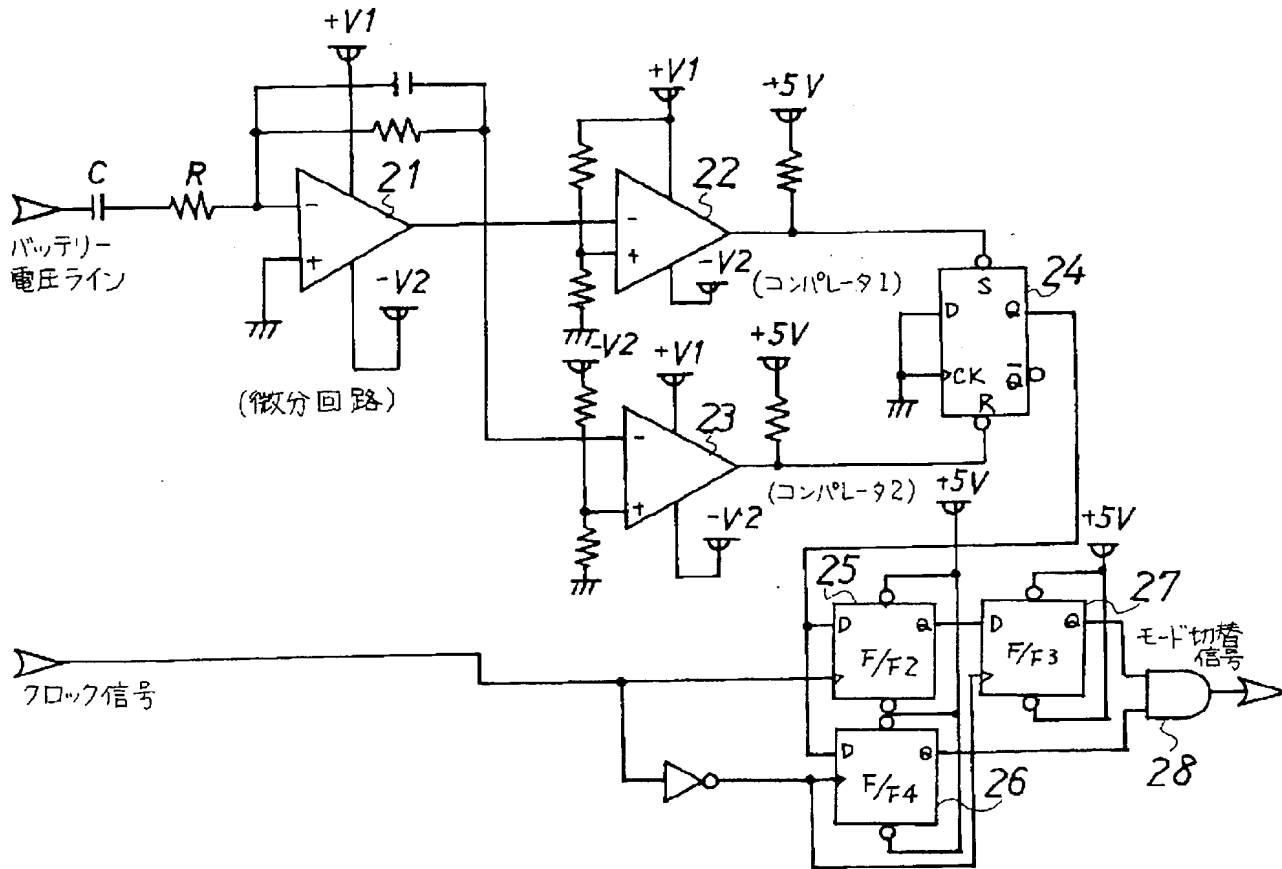 +V1
+V1
+5V
C
R
-
+
21
バッテリー
電圧ライン
-V2
(微分回路)
-
+
22
-V2
(コンパレータ1)
24
S
D
Q
CK
Q̅
R
-V2
+V1
+5V
-
+
23
-V2
(コンパレータ2)
+5V
+5V
25
D
Q
F/F2
27
D
Q
F/F3
モード切替
信号
クロック信号
D
Q
F/F4
26
28